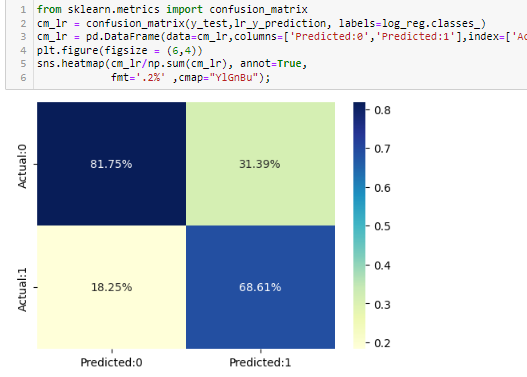 1 from sklearn.metrics import confusion_matrix
2 cm_lr = confusion_matrix(y_test,lr_y_prediction, labels=log_reg.classes_)
3 cm_lr = pd.DataFrame(data=cm_lr,columns=['Predicted:0','Predicted:1'],index=['Ac
4 plt.figure(figsize = (6,4))
5 sns.heatmap(cm_lr/np.sum(cm_lr), annot=True,
6 fmt='.2%' ,cmap="YlGnBu");
Actual:0
81.75%
31.39%
Actual:1
18.25%
68.61%
Predicted:0
Predicted:1
0.8
0.7
0.6
0.5
0.4
0.3
0.2